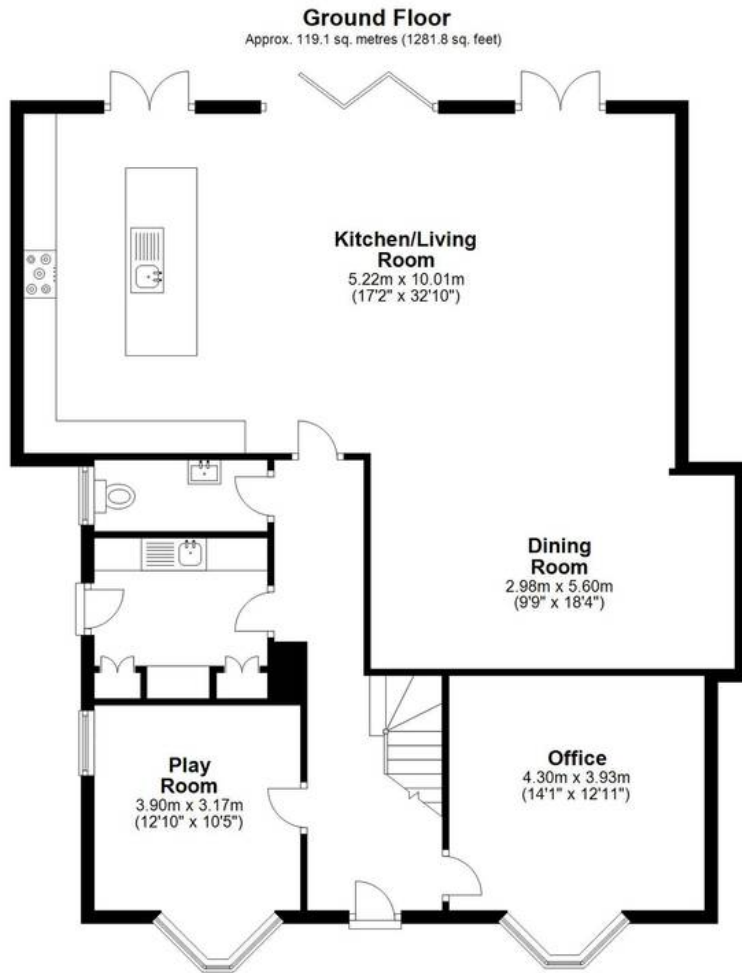 Ground Floor
Approx. 119.1 sq. metres (1281.8 sq. feet)
Kitchen/Living
Room
5.22m x 10.01m
(17'2" x 32'10")
Dining
Room
2.98m x 5.60m
(9'9" x 18'4")
Play
Room
3.90m x 3.17m
(12'10" x 10'5")
Office
4.30m x 3.93m
(14'1" x 12'11")